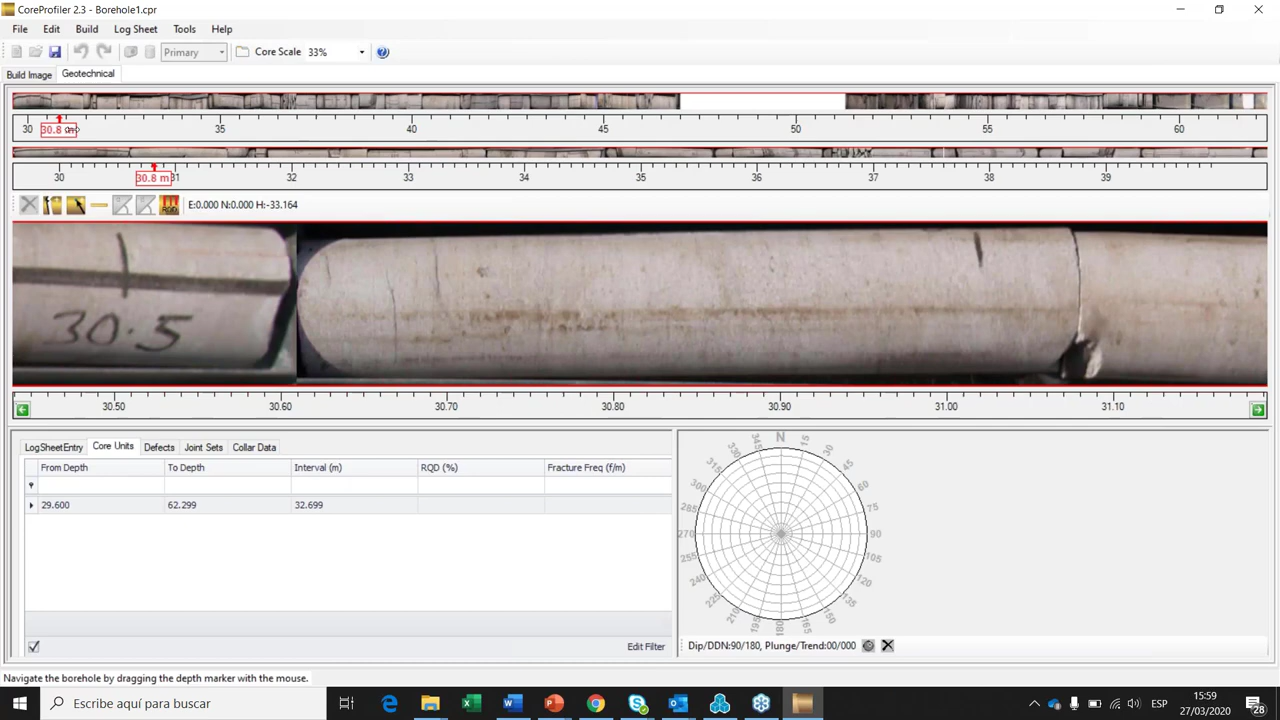 CoreProfiler 2.3 - Borehole1.cpr
File Edit Build Log Sheet Tools Help
Primary Core Scale 33%
Build Image Geotechnical
30 35 40 45 50 55 60
30.8 m
30 31 32 33 34 35 36 37 38 39
30.8 m
RQD E:0.000 N:0.000 H:-33.164
30.5
30.50 30.60 30.70 30.80 30.90 31.00 31.10
LogSheetEntry Core Units Defects Joint Sets Collar Data
From Depth To Depth Interval (m) RQD (%) Fracture Freq (f/m)
29.600 62.299 32.699
Edit Filter
N 15 30 45 60 75 90 105 120 135 150 165 180 195 210 225 240 255 270 285 300 315 330 345
Dip/DDN:90/180, Plunge/Trend:00/000
Navigate the borehole by dragging the depth marker with the mouse.
Escribe aquí para buscar
ESP
15:59
27/03/2020
28